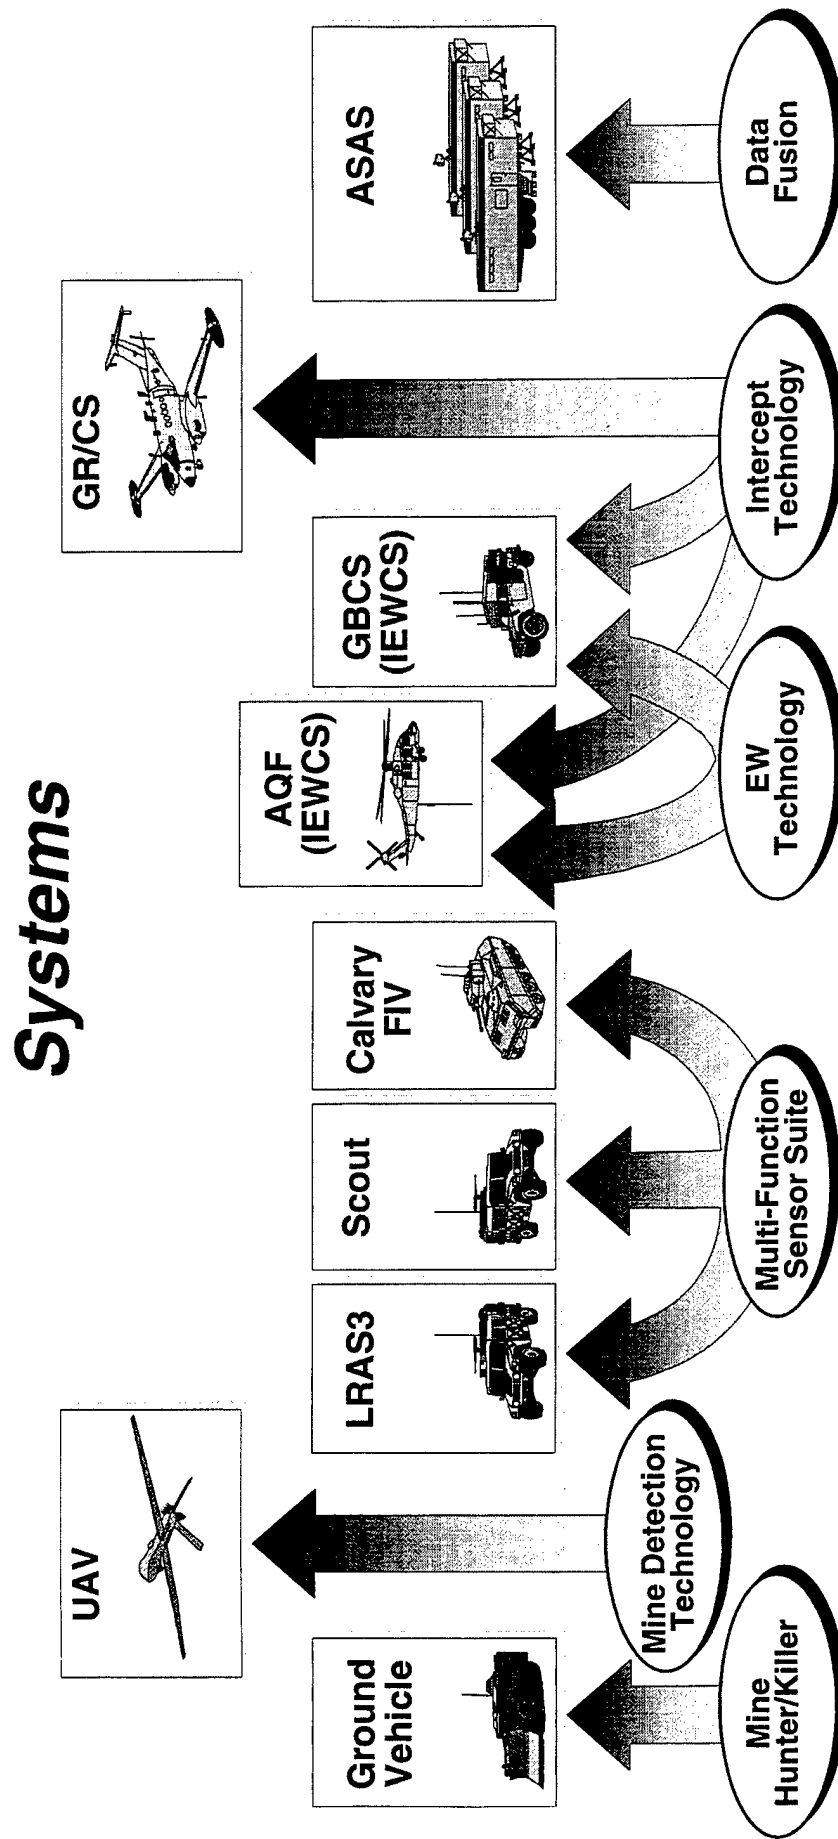 Systems
UAV
GR/CS
AQF
(IEWCS)
Ground
Vehicle
LRAS3
Scout
Calvary
FIV
GBCS
(IEWCS)
ASAS
Mine Detection
Technology
Mine
Hunter/Killer
Multi-Function
Sensor Suite
EW
Technology
Intercept
Technology
Data
Fusion